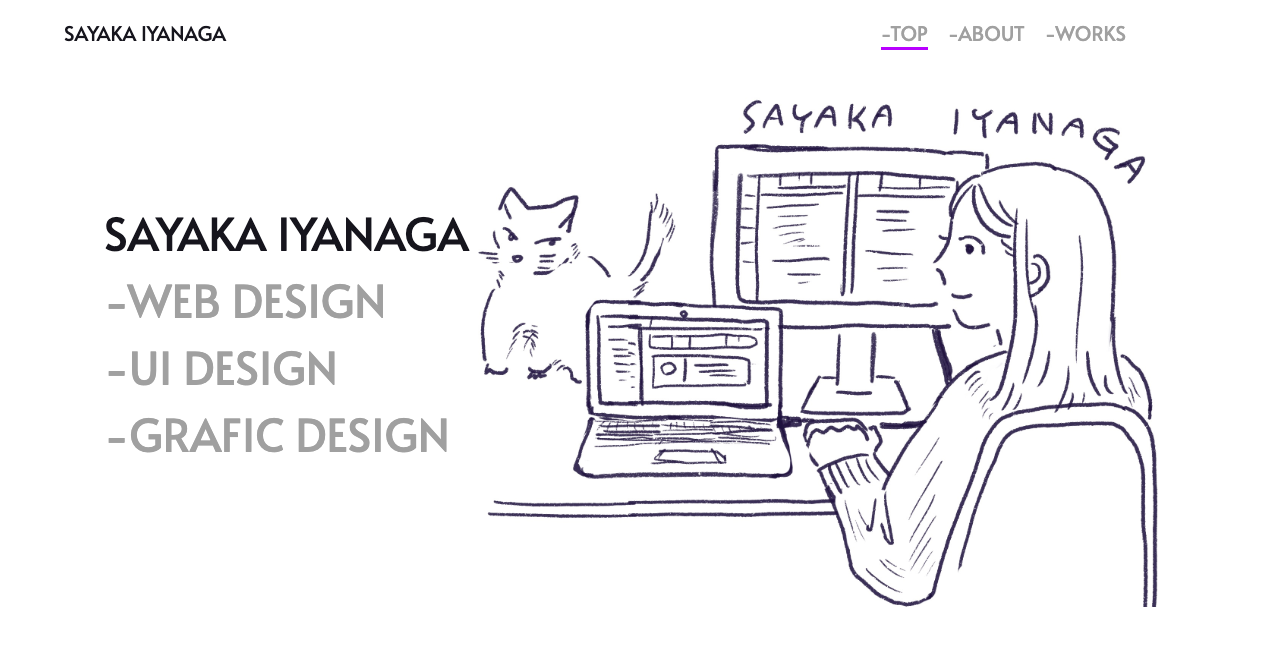 SAYAKA IYANAGA
-TOP -ABOUT -WORKS
SAYAKA IYANAGA
SAYAKA IYANAGA
-WEB DESIGN
-UI DESIGN
-GRAFIC DESIGN